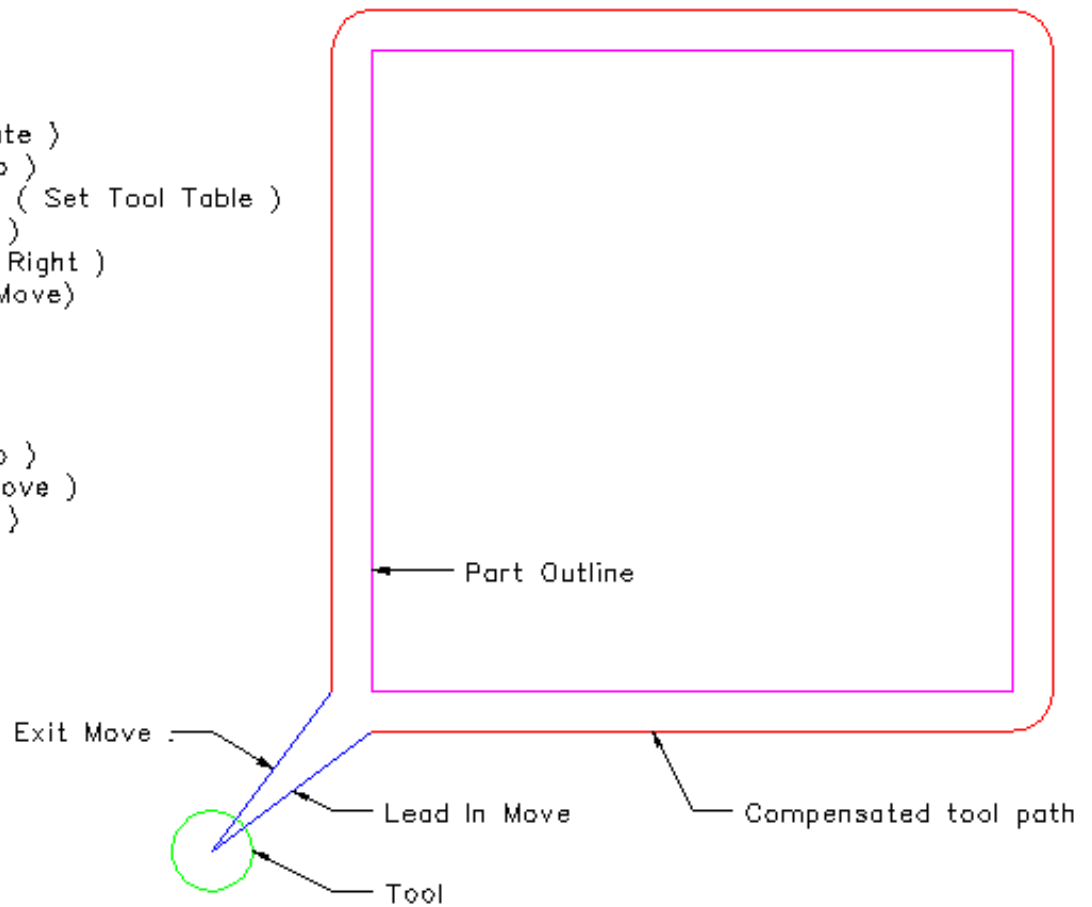 ate )
o )
( Set Tool Table )
)
Right )
Move)
o )
ove )
)
Part Outline
Exit Move
Lead In Move
Compensated tool path
Tool